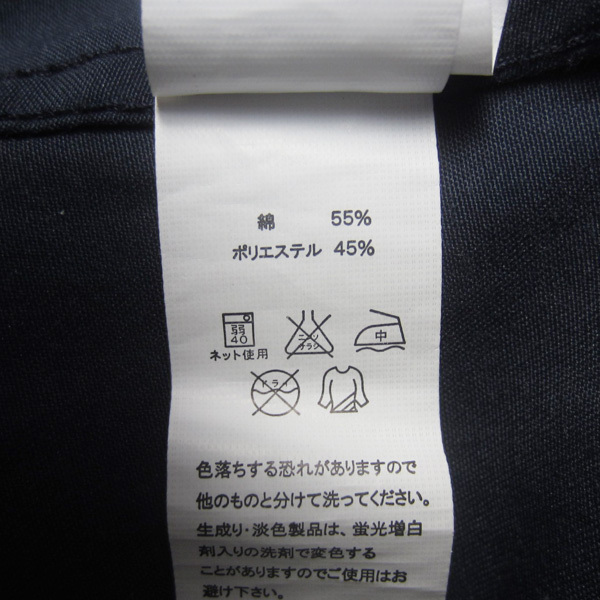 綿 55%
ポリエステル 45%
弱
40
エンソ
サラシ
中
ネット使用
ドライ
色落ちする恐れがありますので
他のものと分けて洗ってください。
生成り・淡色製品は、蛍光増白
剤入りの洗剤で変色する
ことがありますのでご使用はお
避け下さい。